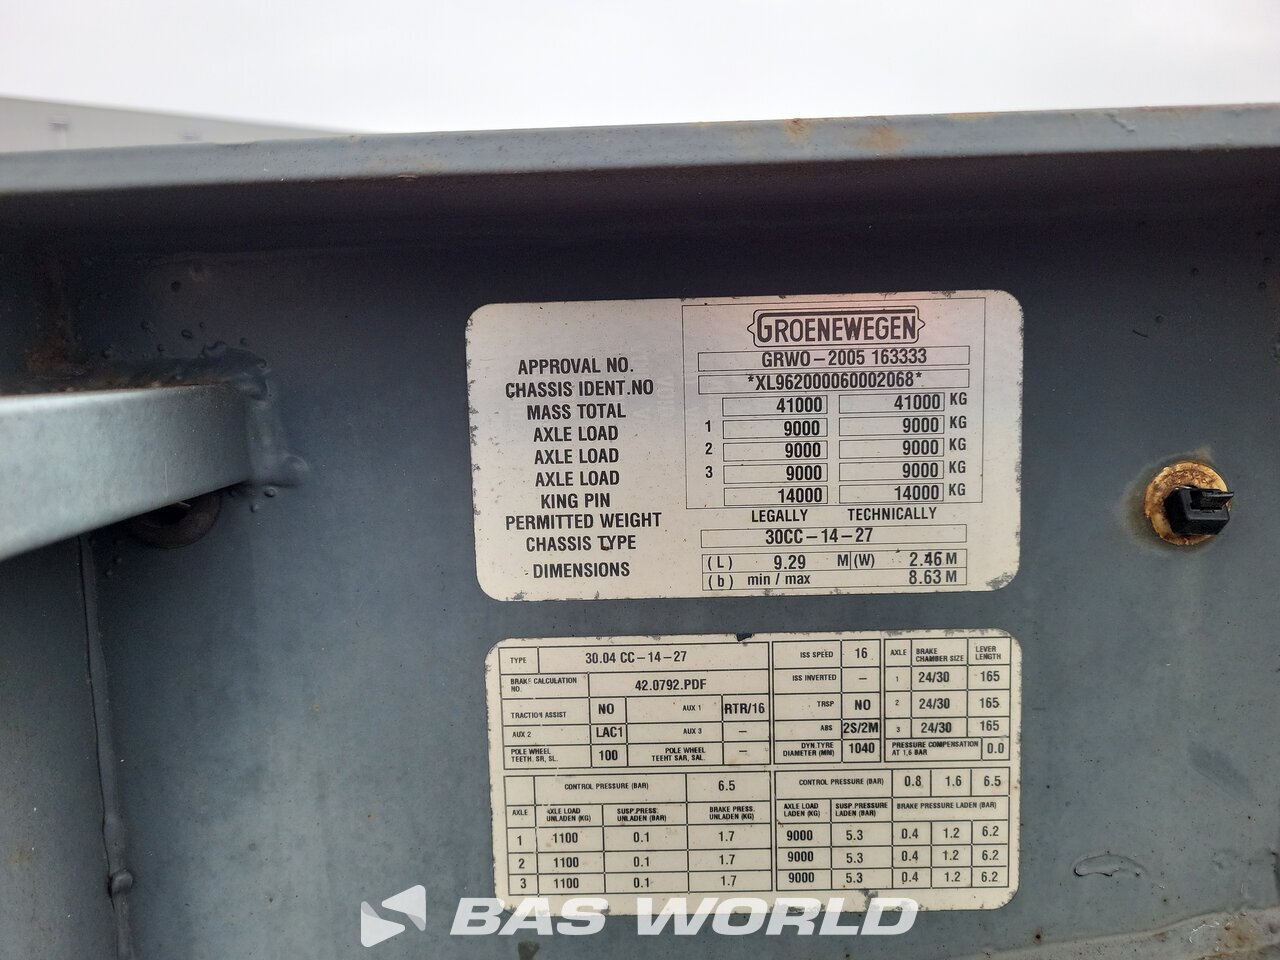 GROENEWEGEN
APPROVAL NO. GRWO-2005 163333
CHASSIS IDENT.NO *XL962000060002068*
MASS TOTAL 41000 41000 KG
AXLE LOAD 1 9000 9000 KG
AXLE LOAD 2 9000 9000 KG
AXLE LOAD 3 9000 9000 KG
KING PIN 14000 14000 KG
PERMITTED WEIGHT LEGALLY TECHNICALLY
CHASSIS TYPE 30CC-14-27
DIMENSIONS (L) 9.29 M (W) 2.46 M
(b) min / max 8.63 M
TYPE 30.04 CC-14-27 ISS SPEED 16 AXLE BRAKE CHAMBER SIZE LEVER LENGTH
BRAKE CALCULATION NO. 42.0792.PDF ISS INVERTED - 1 24/30 165
TRACTION ASSIST NO AUX 1 RTR/16 TRSP NO 2 24/30 165
AUX 2 LAC1 AUX 3 - ABS 2S/2M 3 24/30 165
POLE WHEEL TEETH. SR, SL. 100 POLE WHEEL TEEHT SAR, SAL. - DYN.TYRE DIAMETER (MM) 1040 PRESSURE COMPENSATION AT 1,6 BAR 0.0
CONTROL PRESSURE (BAR) 6.5 CONTROL PRESSURE (BAR) 0.8 1.6 6.5
AXLE AXLE LOAD UNLADEN (KG) SUSP.PRESS. UNLADEN (BAR) BRAKE PRESS. UNLADEN (KG) AXLE LOAD LADEN (KG) SUSP. PRESSURE LADEN (BAR) BRAKE PRESSURE LADEN (BAR)
1 1100 0.1 1.7 9000 5.3 0.4 1.2 6.2
2 1100 0.1 1.7 9000 5.3 0.4 1.2 6.2
3 1100 0.1 1.7 9000 5.3 0.4 1.2 6.2
BAS WORLD